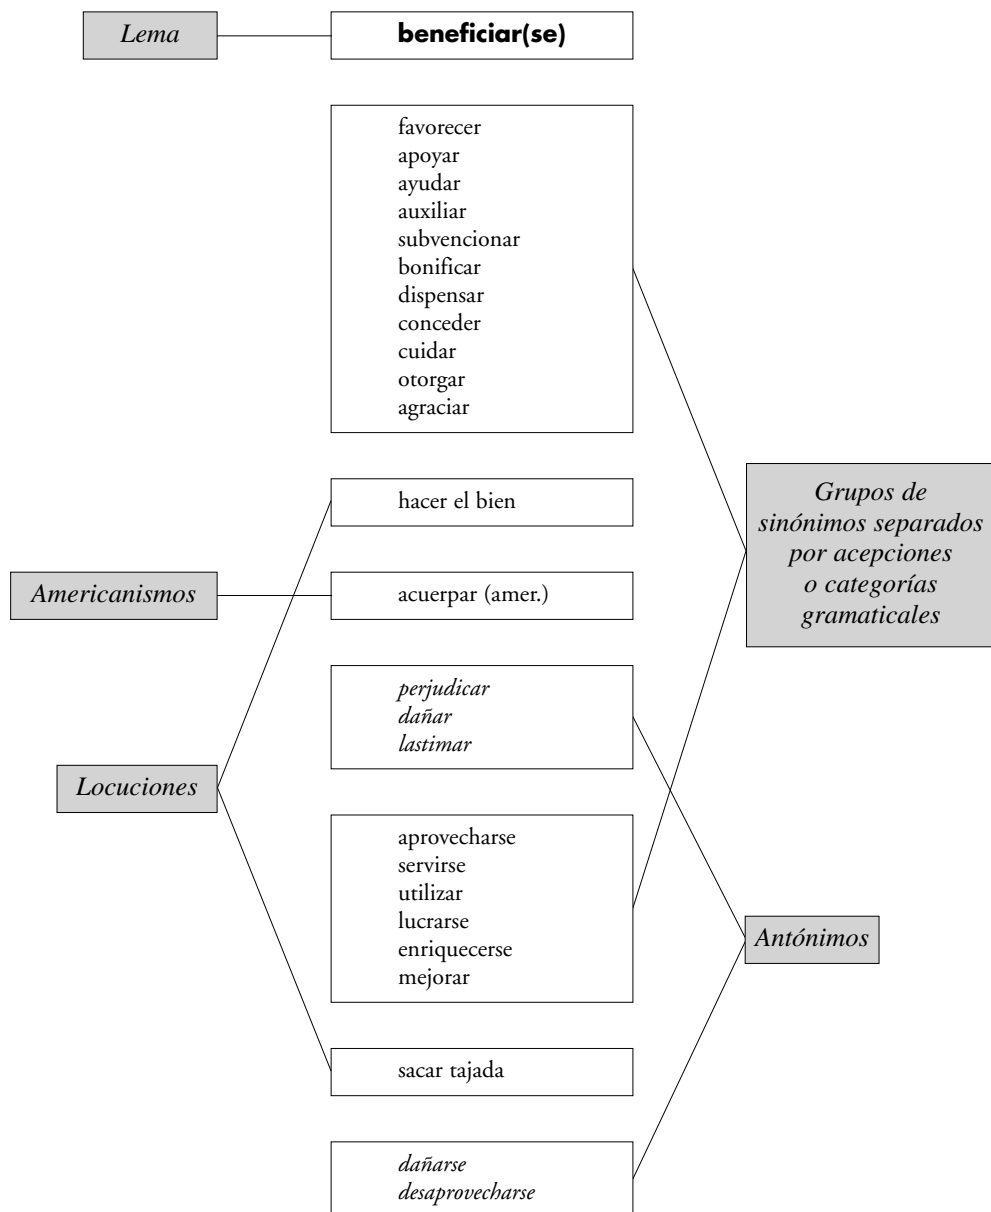 Lema
beneficiar(se)
favorecer
apoyar
ayudar
auxiliar
subvencionar
bonificar
dispensar
conceder
cuidar
otorgar
agraciar
Grupos de
sinónimos separados
por acepciones
o categorías
gramaticales
hacer el bien
Americanismos
acuerpar (amer.)
perjudicar
dañar
lastimar
Locuciones
aprovecharse
servirse
utilizar
lucrarse
enriquecerse
mejorar
Antónimos
sacar tajada
dañarse
desaprovecharse